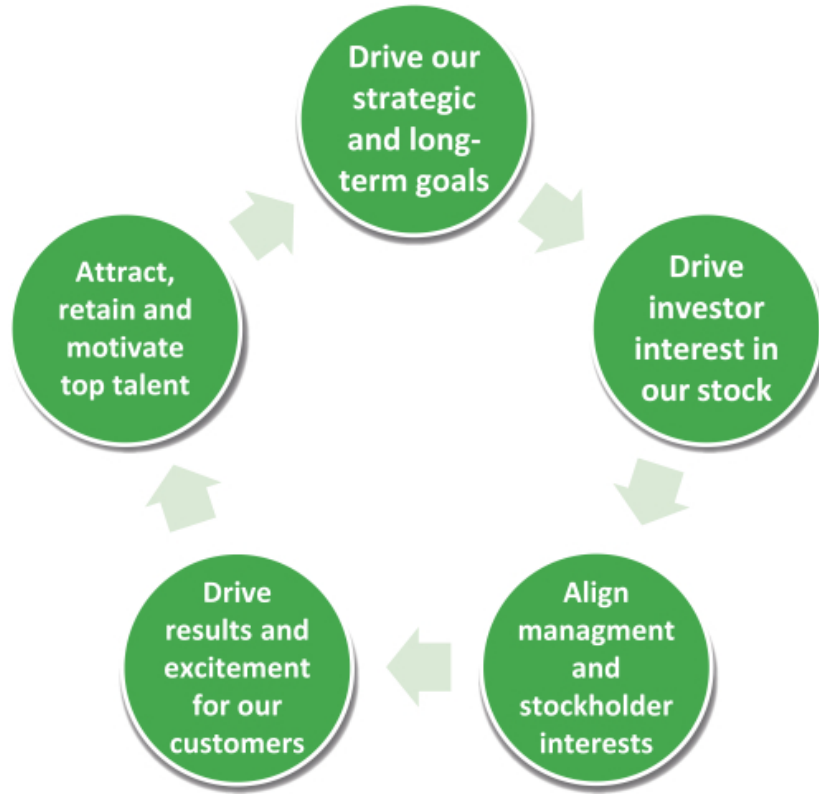 Drive our
strategic
and long-
term goals
Drive
investor
interest in
our stock
Align
managment
and
stockholder
interests
Drive
results and
excitement
for our
customers
Attract,
retain and
motivate
top talent